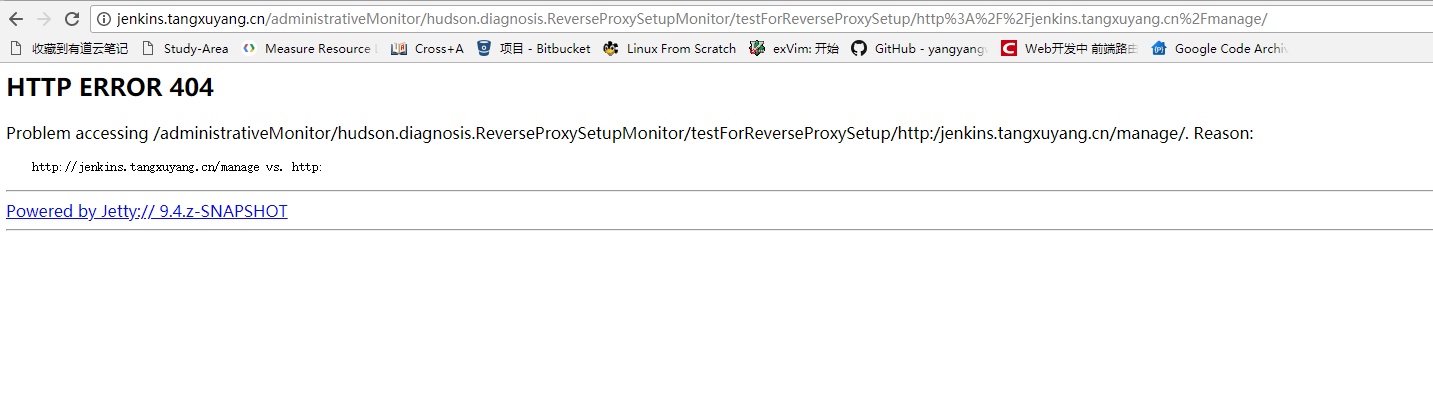 jenkins.tangxuyang.cn/administrativeMonitor/hudson.diagnosis.ReverseProxySetupMonitor/testForReverseProxySetup/http%3A%2F%2Fjenkins.tangxuyang.cn%2Fmanage/
收藏到有道云笔记 Study-Area Measure Resource Cross+A 项目 - Bitbucket Linux From Scratch exVim: 开始 GitHub - yangyang Web开发中 前端路由 Google Code Archi
HTTP ERROR 404
Problem accessing /administrativeMonitor/hudson.diagnosis.ReverseProxySetupMonitor/testForReverseProxySetup/http:/jenkins.tangxuyang.cn/manage/. Reason:
http://jenkins.tangxuyang.cn/manage vs. http:
Powered by Jetty:// 9.4.z-SNAPSHOT